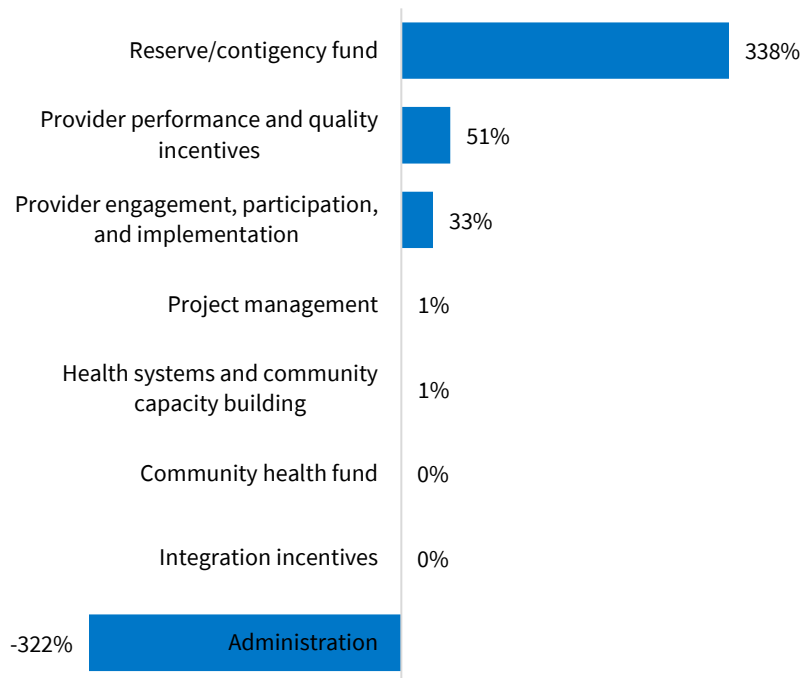 Reserve/contigency fund
338%
Provider performance and quality
incentives
51%
Provider engagement, participation,
and implementation
33%
Project management
1%
Health systems and community
capacity building
1%
Community health fund
0%
Integration incentives
0%
-322%
Administration